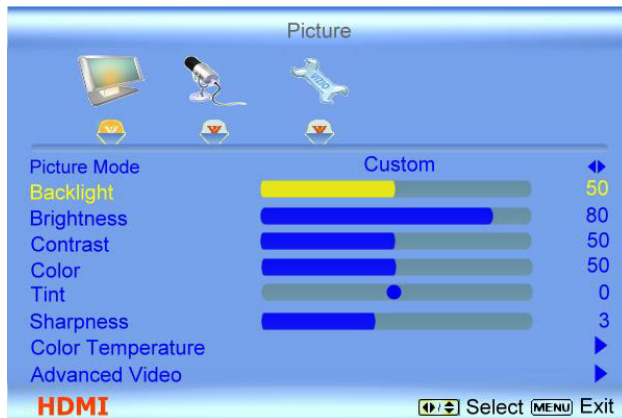 Picture
VIZIO
Picture Mode Custom
Backlight 50
Brightness 80
Contrast 50
Color 50
Tint 0
Sharpness 3
Color Temperature
Advanced Video
HDMI Select MENU Exit